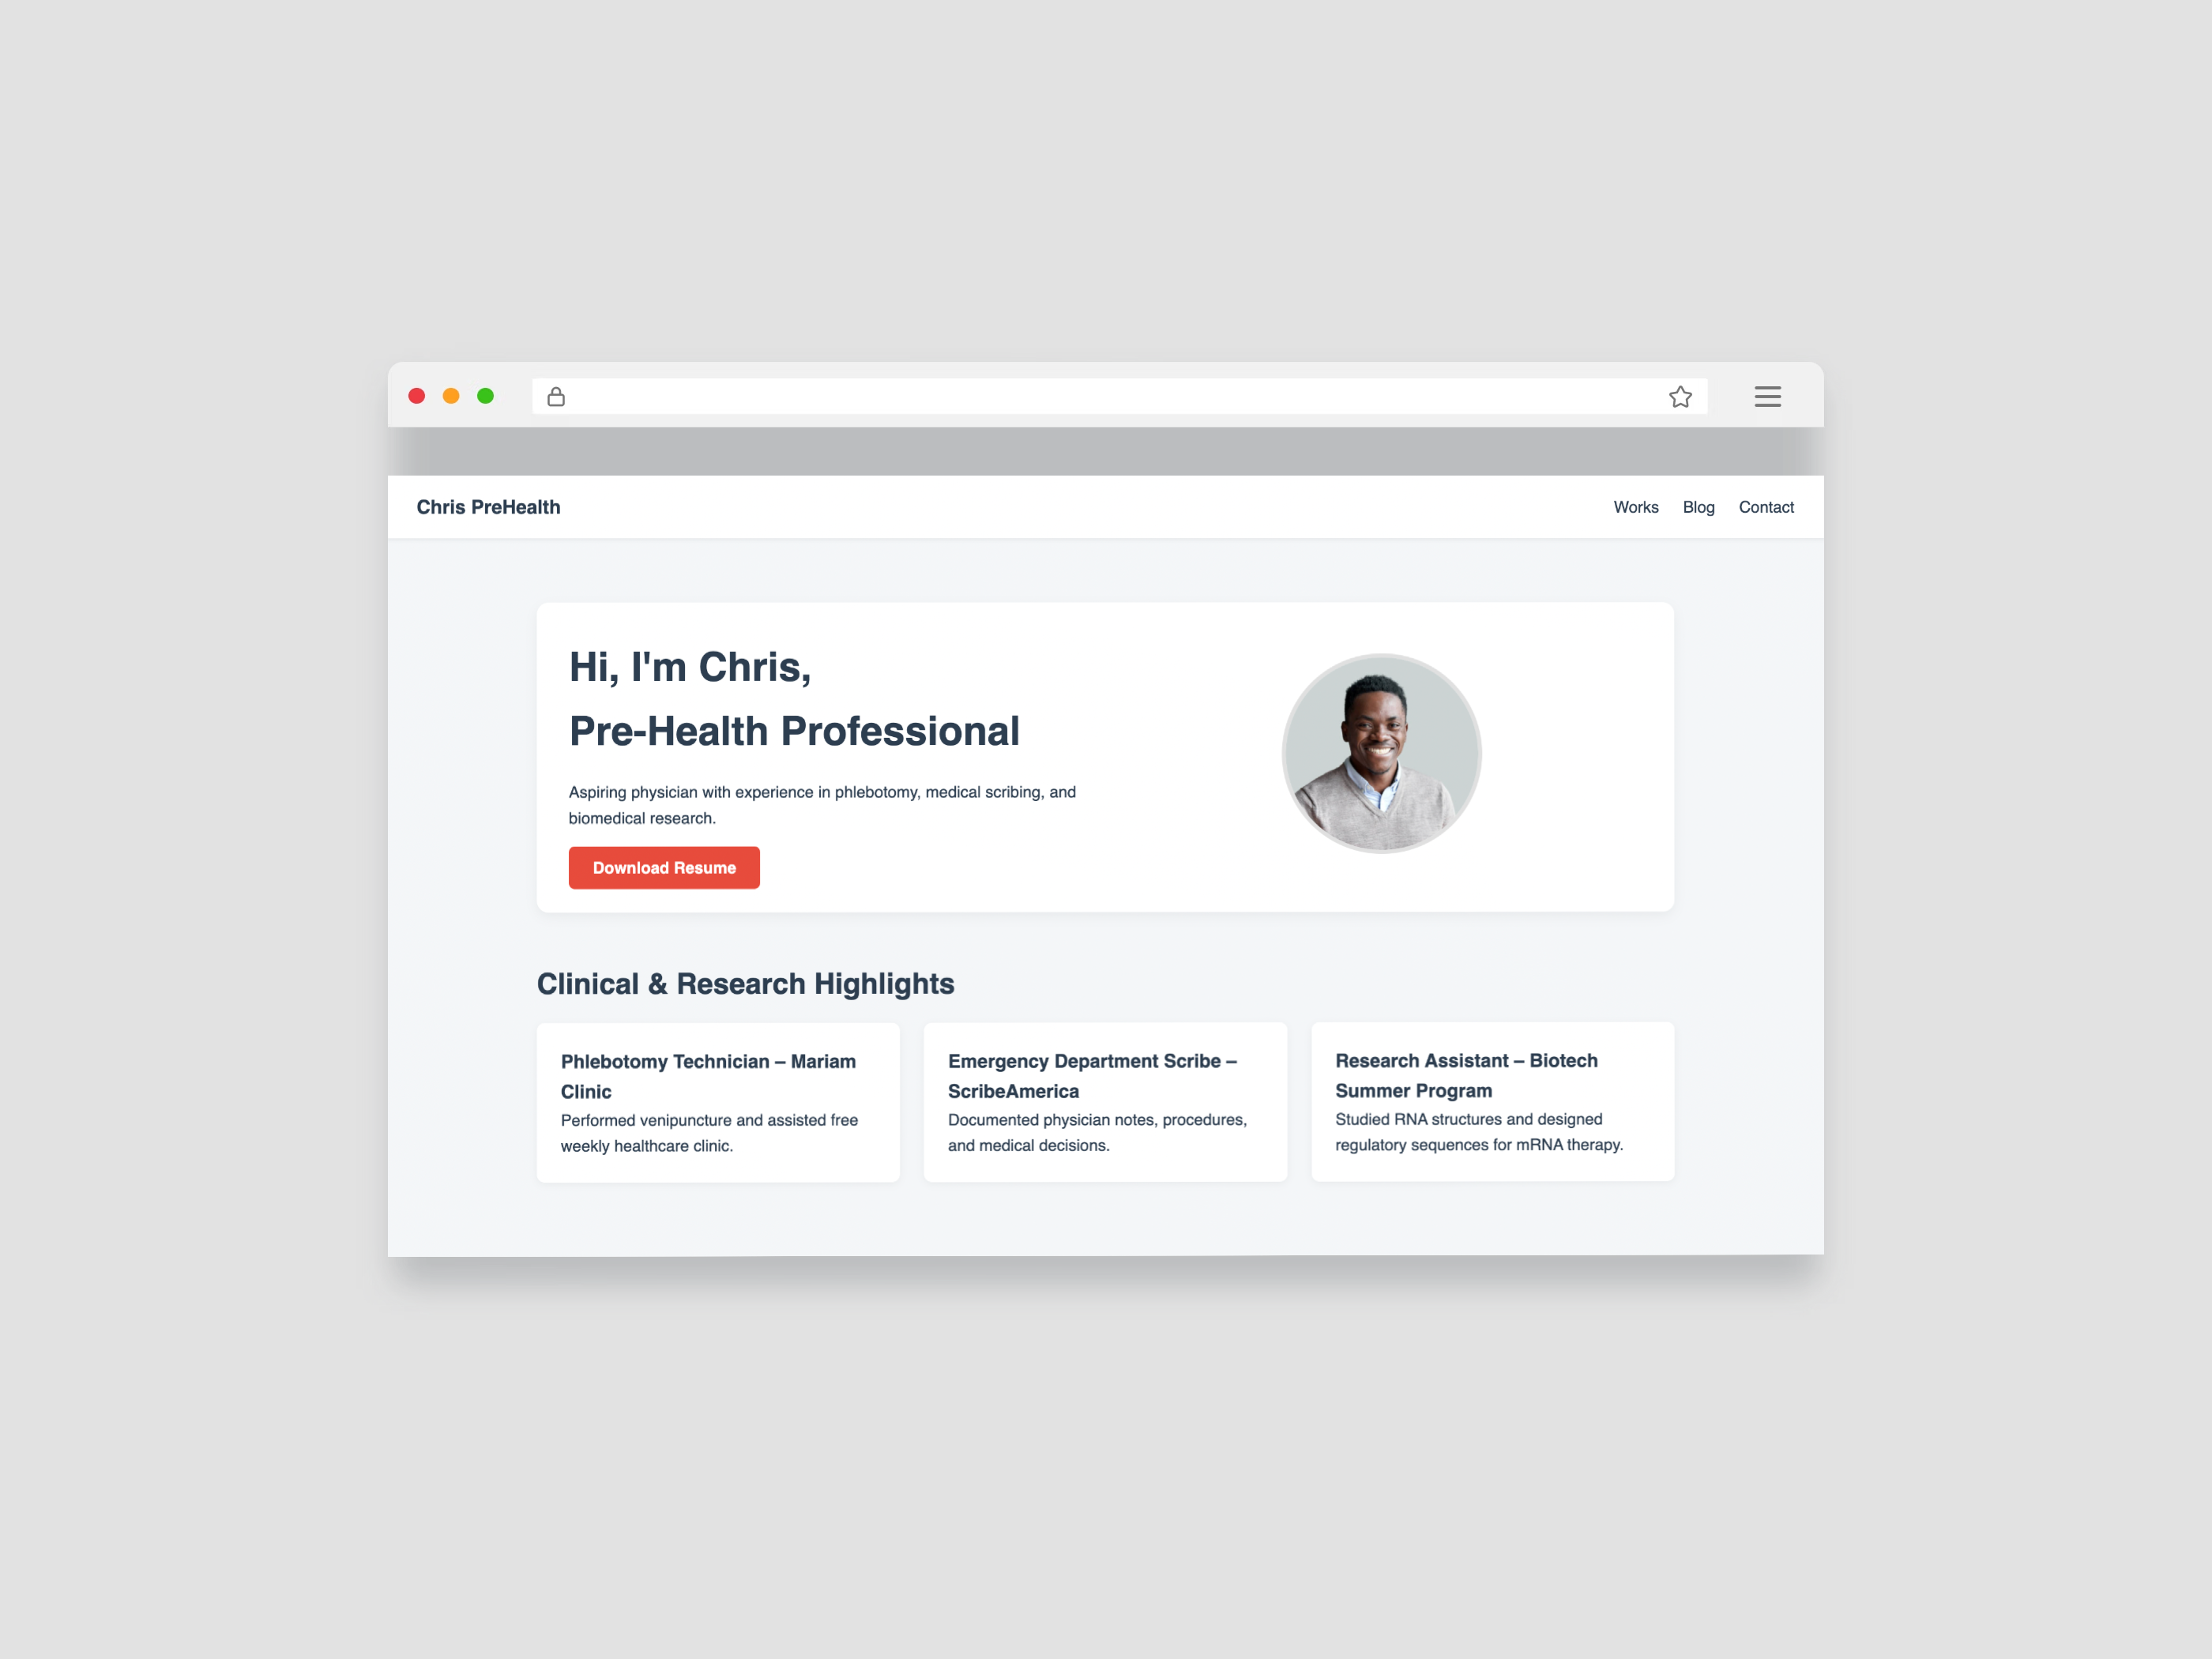 Chris PreHealth
Works Blog Contact
Hi, I'm Chris,
Pre-Health Professional
Aspiring physician with experience in phlebotomy, medical scribing, and
biomedical research.
Download Resume
Clinical & Research Highlights
Phlebotomy Technician – Mariam
Clinic
Performed venipuncture and assisted free
weekly healthcare clinic.
Emergency Department Scribe –
ScribeAmerica
Documented physician notes, procedures,
and medical decisions.
Research Assistant – Biotech
Summer Program
Studied RNA structures and designed
regulatory sequences for mRNA therapy.